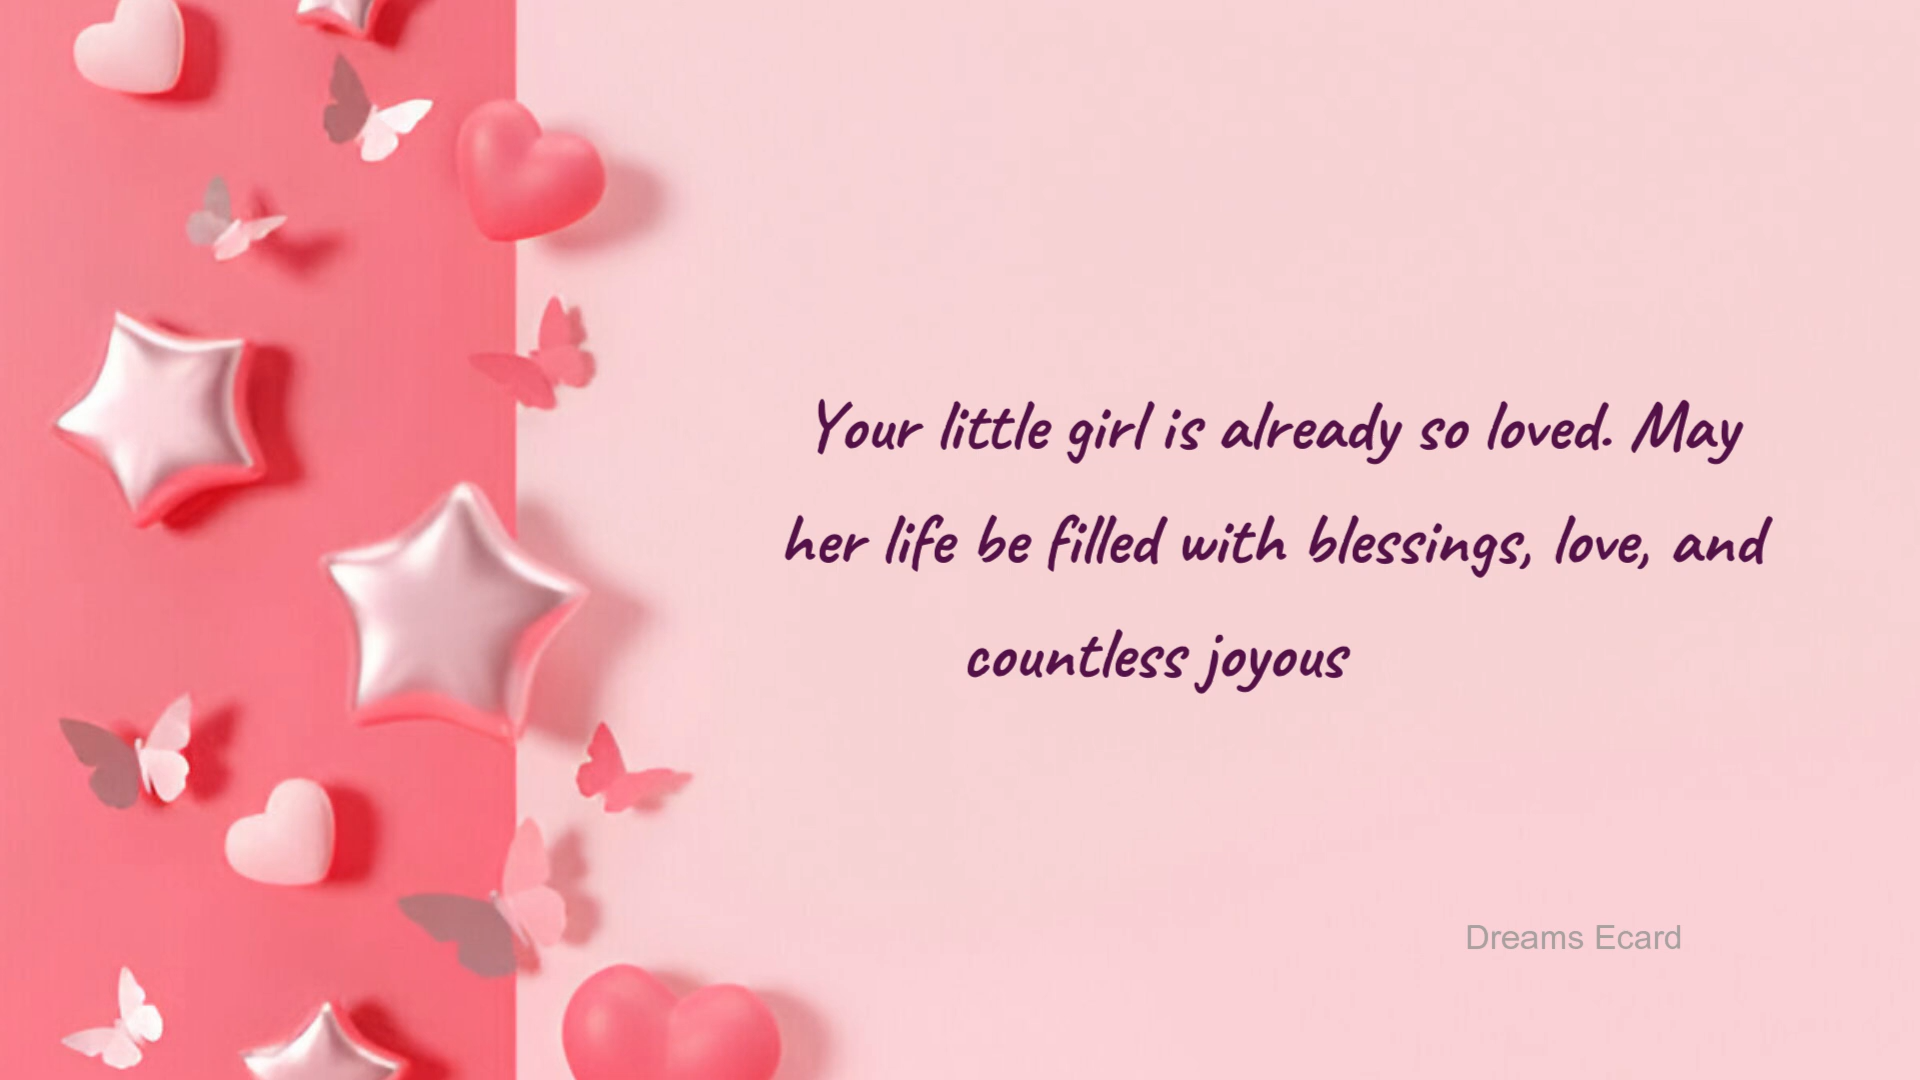 Your little girl is already so loved. May
her life be filled with blessings, love, and
countless joyous
Dreams Ecard